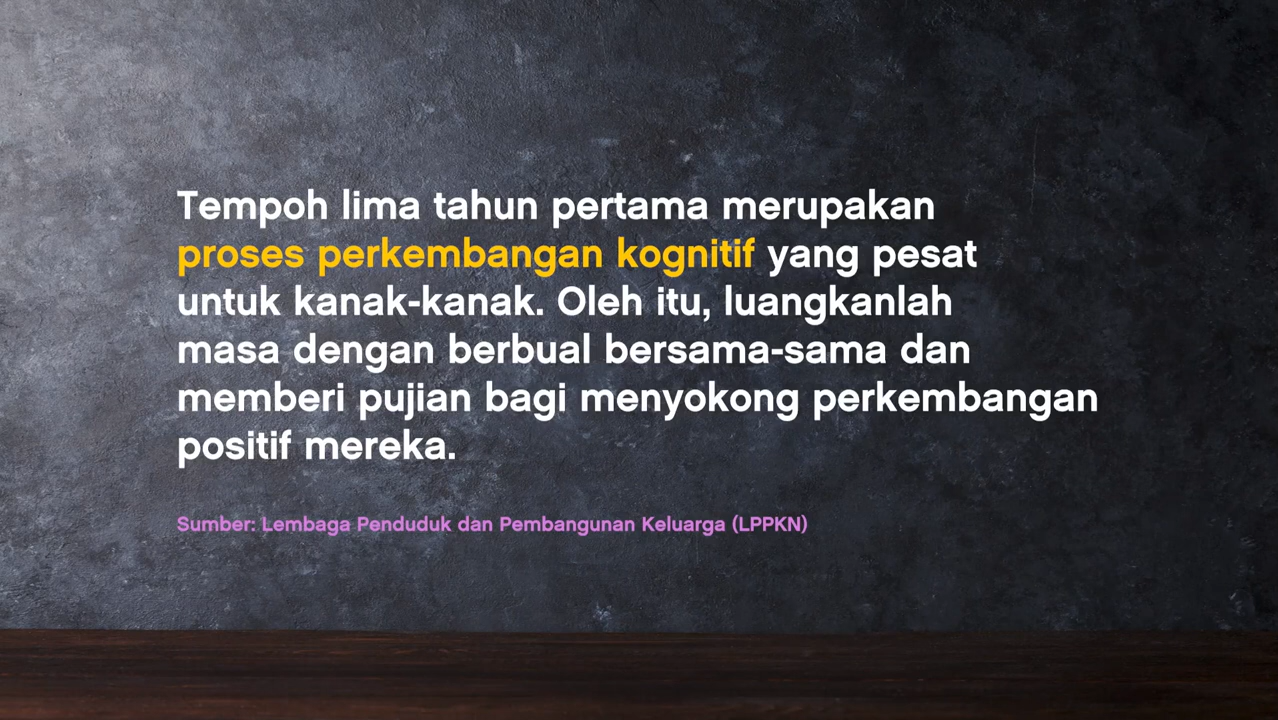 Tempoh lima tahun pertama merupakan
proses perkembangan kognitif yang pesat
untuk kanak-kanak. Oleh itu, luangkanlah
masa dengan berbual bersama-sama dan
memberi pujian bagi menyokong perkembangan
positif mereka.
Sumber: Lembaga Penduduk dan Pembangunan Keluarga (LPPKN)